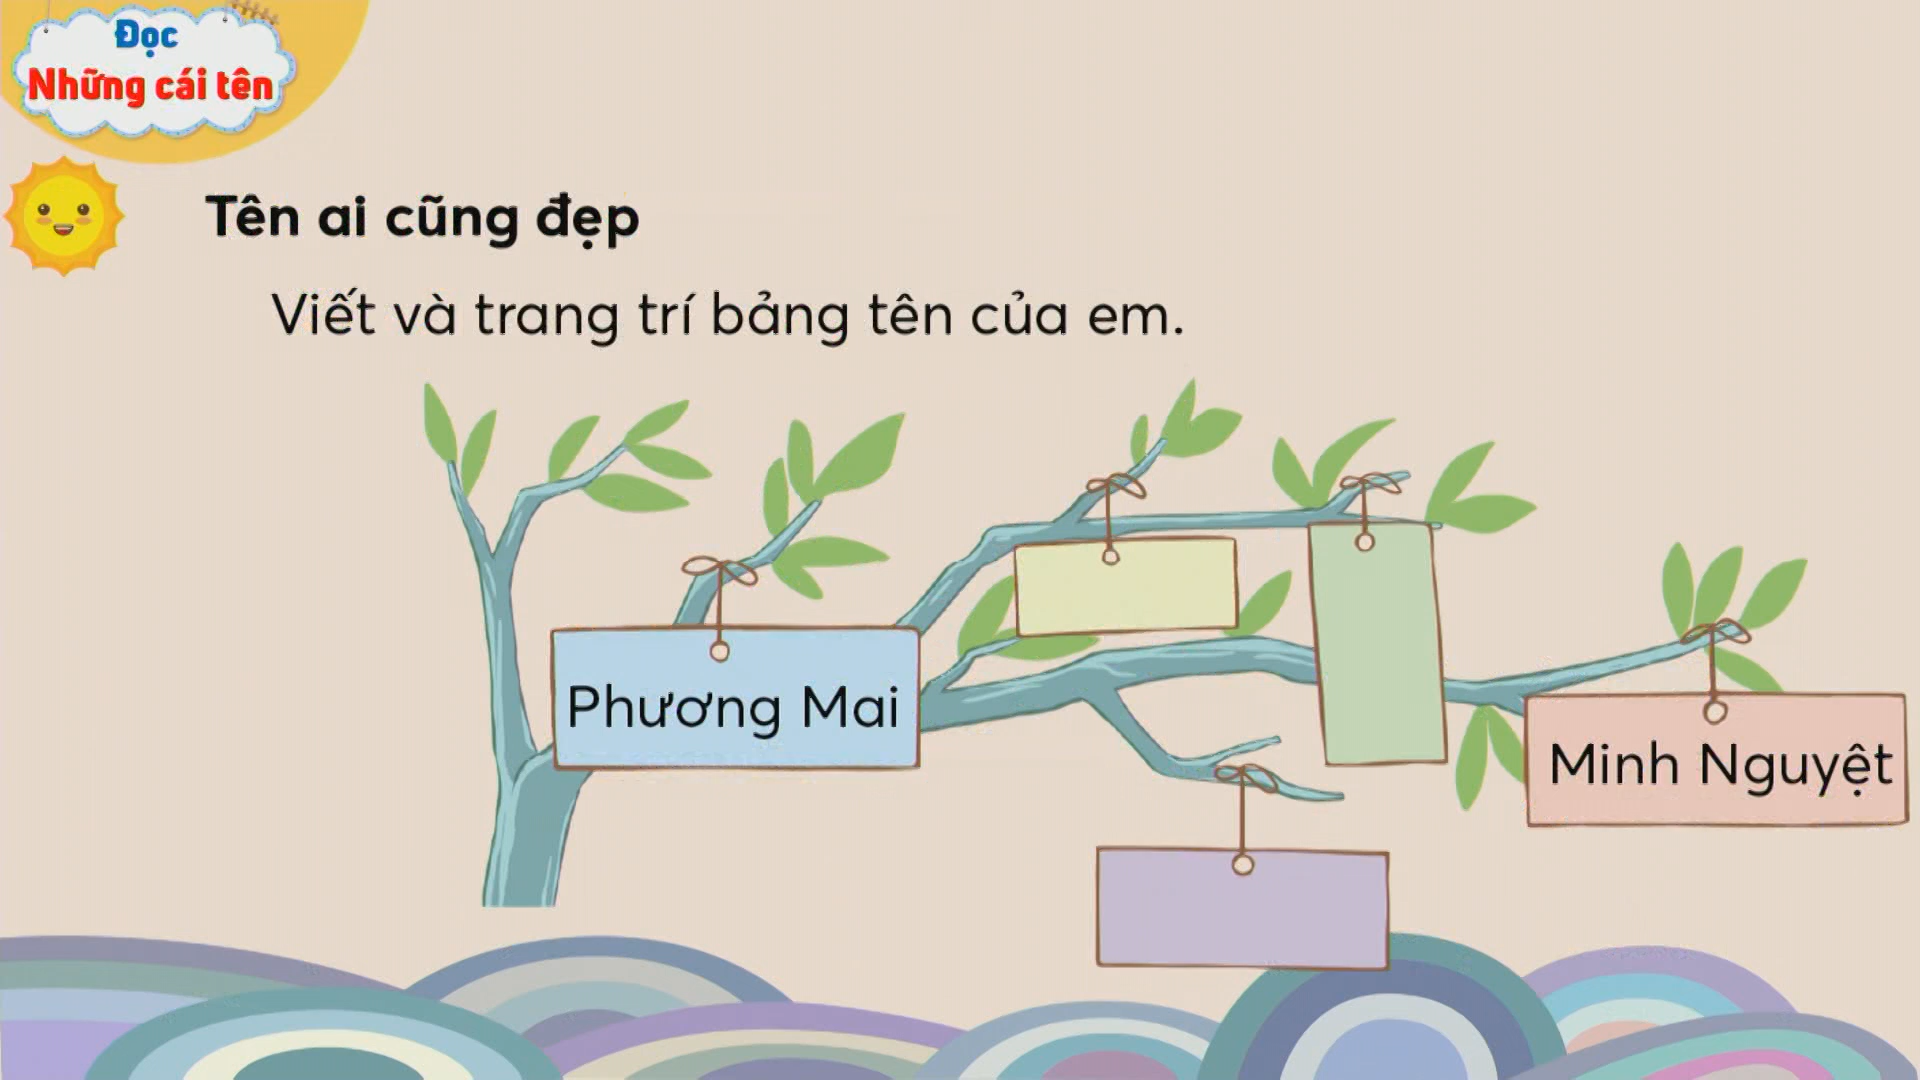 Đọc
Những cái tên
Tên ai cũng đẹp
Viết và trang trí bảng tên của em.
Phương Mai
Minh Nguyệt